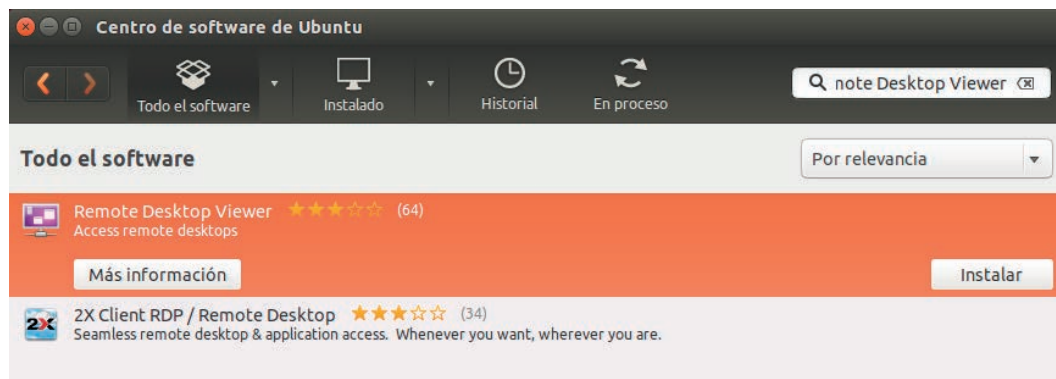 Centro de software de Ubuntu
Todo el software
Instalado
Historial
En proceso
note Desktop Viewer
Todo el software
Por relevancia
Remote Desktop Viewer (64)
Access remote desktops
Más información
Instalar
2X
2X Client RDP / Remote Desktop (34)
Seamless remote desktop & application access. Whenever you want, wherever you are.